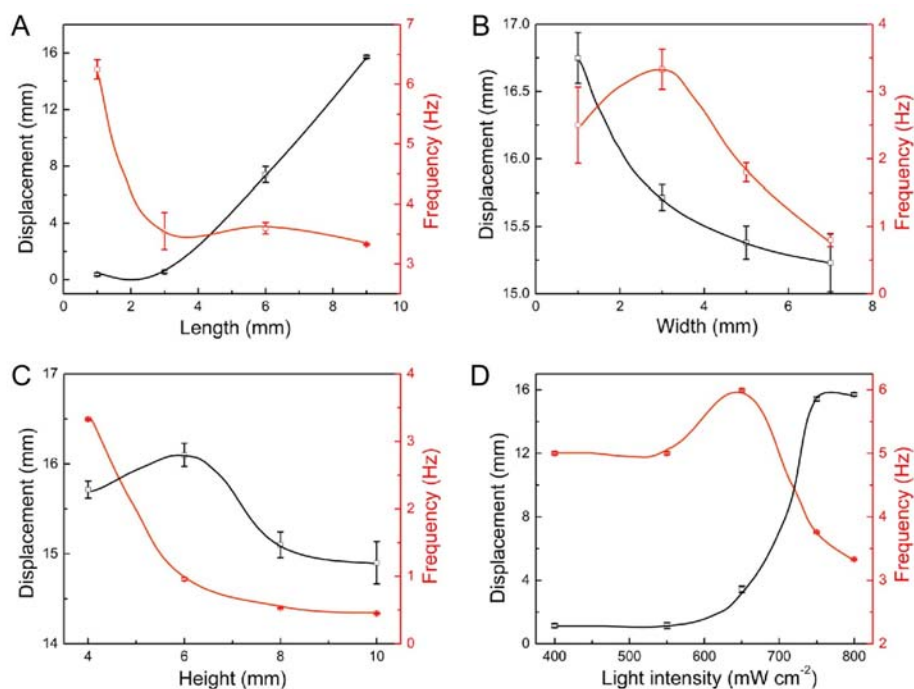 A
Displacement (mm)
16
12
8
4
0
0 2 4 6 8 10
Length (mm)
7
6
5
4
3
Frequency (Hz)
B
Displacement (mm)
17.0
16.5
16.0
15.5
15.0
0 2 4 6 8
Width (mm)
4
3
2
1
0
Frequency (Hz)
C
Displacement (mm)
17
16
15
14
4 6 8 10
Height (mm)
4
3
2
1
0
Frequency (Hz)
D
Displacement (mm)
16
12
8
4
0
400 500 600 700 800
Light intensity (mW cm⁻²)
6
5
4
3
2
Frequency (Hz)